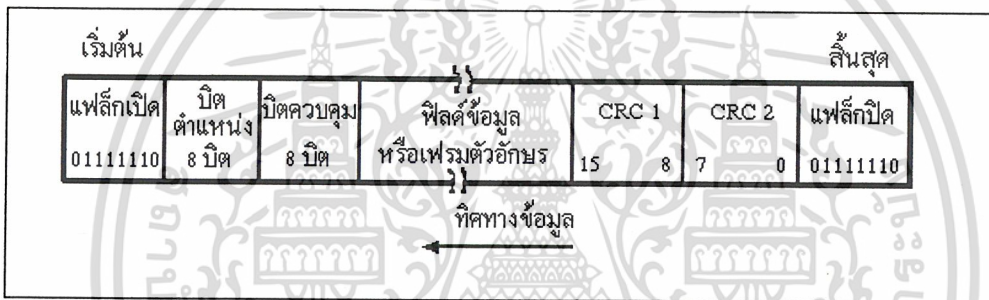 เริ่มต้น
สิ้นสุด
แฟล็กเปิด
01111110
บิต
ตำแหน่ง
8 บิต
บิตควบคุม
8 บิต
ฟิลด์ข้อมูล
หรือเฟรมตัวอักษร
CRC 1
15 8
CRC 2
7 0
แฟล็กปิด
01111110
ทิศทางข้อมูล